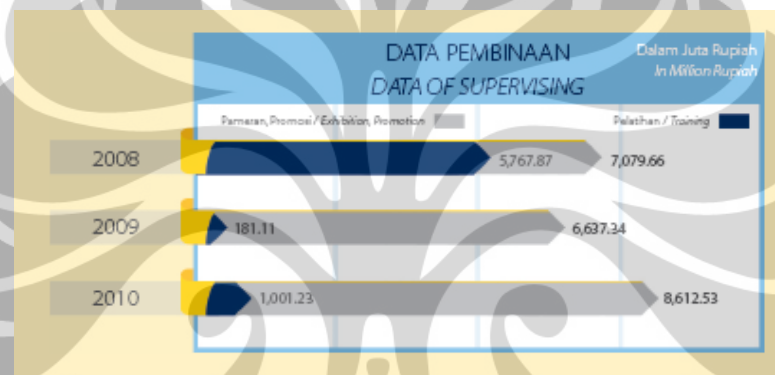 DATA PEMBINAAN
DATA OF SUPERVISING
Dalam Juta Rupiah
In Million Rupiah
Pameran, Promosi / Exhibition, Promotion
Pelatihan / Training
2008
5,767.87
7,079.66
2009
181.11
6,637.34
2010
1,001.23
8,612.53